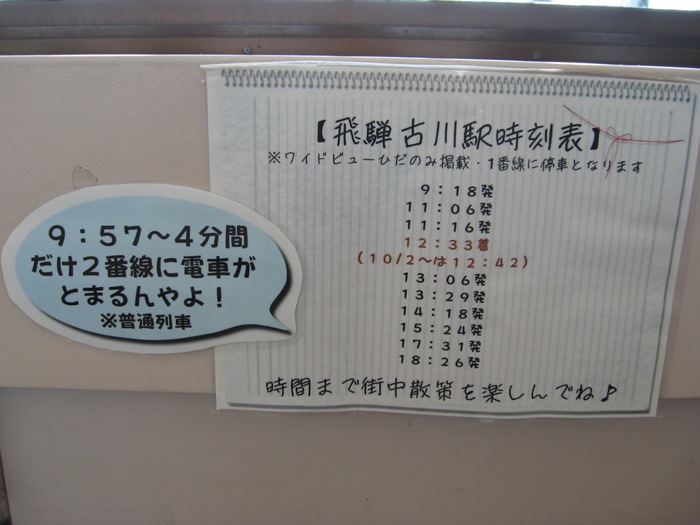 【飛騨古川駅時刻表】
※ワイドビューひだのみ掲載・1番線に停車となります
9：18発
11：06発
11：16発
12：33着
(10/2〜は12：42)
13：06発
13：29発
14：18発
15：24発
17：31発
18：26発
時間まで街中散策を楽しんでね♪
9：57〜4分間
だけ2番線に電車が
とまるんやよ！
※普通列車